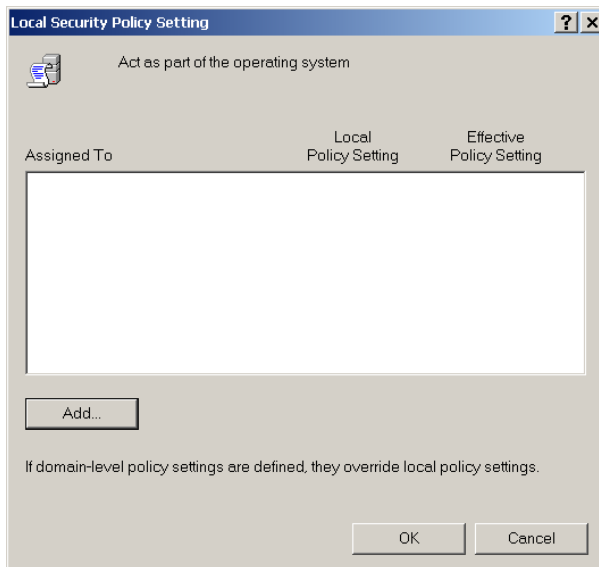 Local Security Policy Setting
Act as part of the operating system
Local Effective
Assigned To Policy Setting Policy Setting
Add...
If domain-level policy settings are defined, they override local policy settings.
OK Cancel